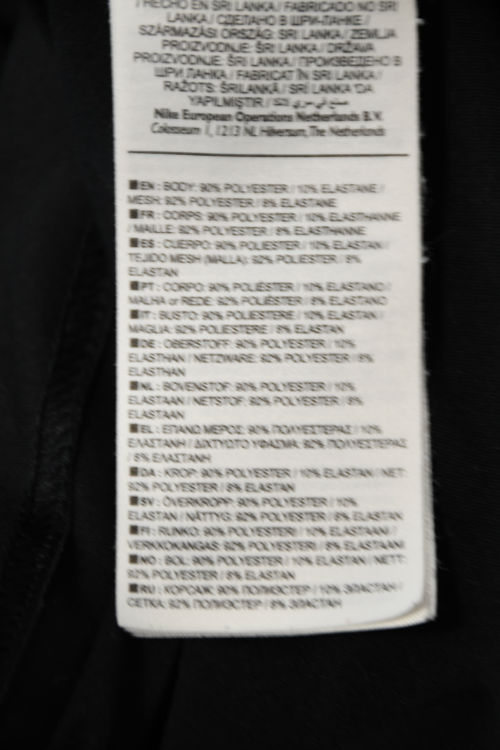 / HECHO EN SRI LANKA / FABRICADO NO SRI
LANKA / СДЕЛАНО В ШРИ-ЛАНКЕ /
SZÁRMAZÁSI ORSZÁG: SRI LANKA / ZEMLJA
PROIZVODNJE: ŠRI LANKA / DRŽAVA
PROIZVODNJE: ŠRI LANKA / ПРОИЗВЕДЕНО В
ШРИ ЛАНКА / FABRICAT ÎN SRI LANKA /
RAŽOTS: ŠRILANKĀ / SRİ LANKA 'DA
YAPILMIŞTIR / صنع في سري
Nike European Operations Netherlands B.V.
Colosseum 1, 1213 NL Hilversum, The Netherlands
EN : BODY: 90% POLYESTER / 10% ELASTANE /
MESH: 92% POLYESTER / 8% ELASTANE
FR : CORPS: 90% POLYESTER / 10% ELASTHANNE
/ MAILLE: 92% POLYESTER / 8% ELASTHANNE
ES : CUERPO: 90% POLIESTER / 10% ELASTAN /
TEJIDO MESH (MALLA): 92% POLIESTER / 8%
ELASTAN
PT : CORPO: 90% POLIÉSTER / 10% ELASTANO /
MALHA or REDE: 92% POLIÉSTER / 8% ELASTANO
IT : BUSTO: 90% POLIESTERE / 10% ELASTAN /
MAGLIA: 92% POLIESTERE / 8% ELASTAN
DE : OBERSTOFF: 90% POLYESTER / 10%
ELASTHAN / NETZWARE: 92% POLYESTER / 8%
ELASTHAN
NL : BOVENSTOF: 90% POLYESTER / 10%
ELASTAAN / NETSTOF: 92% POLYESTER / 8%
ELASTAAN
EL : ΕΠΑΝΩ ΜΕΡΟΣ: 90% ΠΟΛΥΕΣΤΕΡΑΣ / 10%
ΕΛΑΣΤΑΝΗ / ΔΙΧΤΥΩΤΟ ΥΦΑΣΜΑ: 92% ΠΟΛΥΕΣΤΕΡΑΣ
/ 8% ΕΛΑΣΤΑΝΗ
DA : KROP: 90% POLYESTER / 10% ELASTAN / NET:
92% POLYESTER / 8% ELASTAN
SV : ÖVERKROPP: 90% POLYESTER / 10%
ELASTAN / NÄTTYG: 92% POLYESTER / 8% ELASTAN
FI : RUNKO: 90% POLYESTERI / 10% ELASTAANI /
VERKKOKANGAS: 92% POLYESTERI / 8% ELASTAANI
NO : BOL: 90% POLYESTER / 10% ELASTAN / NETT:
92% POLYESTER / 8% ELASTAN
RU : КОРСАЖ: 90% ПОЛИЭСТЕР / 10% ЭЛАСТАН /
СЕТКА: 92% ПОЛИЭСТЕР / 8% ЭЛАСТАН